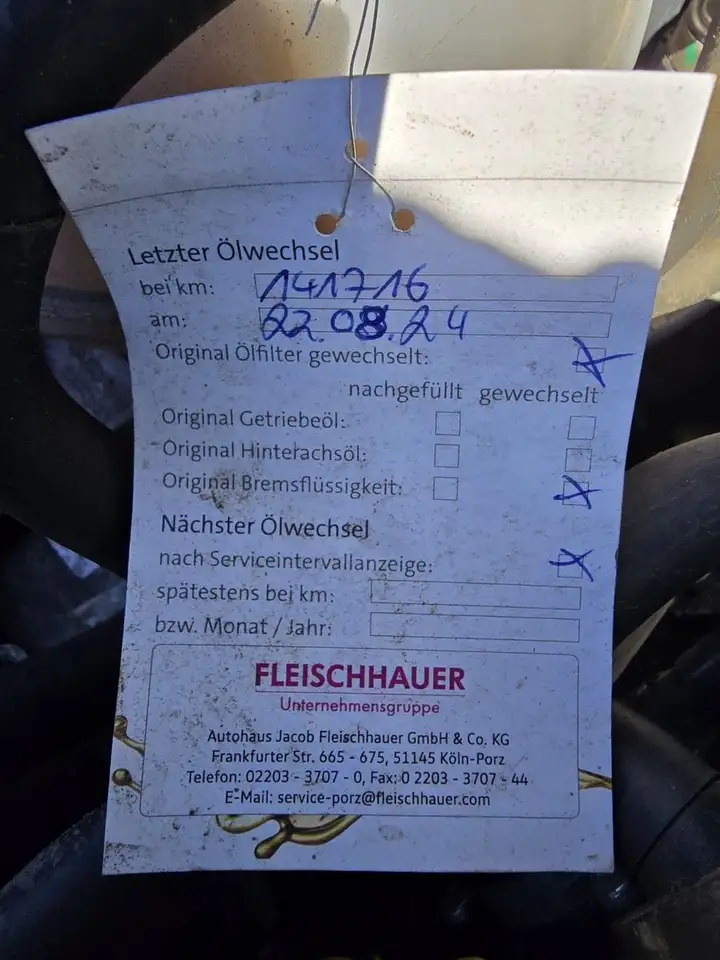 Letzter Ölwechsel
bei km: 141716
am: 22.08.24
Original Ölfilter gewechselt:
nachgefüllt gewechselt
Original Getriebeöl:
Original Hinterachsöl:
Original Bremsflüssigkeit:
Nächster Ölwechsel
nach Serviceintervallanzeige:
spätestens bei km:
bzw. Monat / Jahr:
FLEISCHHAUER
Unternehmensgruppe
Autohaus Jacob Fleischhauer GmbH & Co. KG
Frankfurter Str. 665 - 675, 51145 Köln-Porz
Telefon: 02203 - 3707 - 0, Fax: 0 2203 - 3707 - 44
E-Mail: service-porz@fleischhauer.com